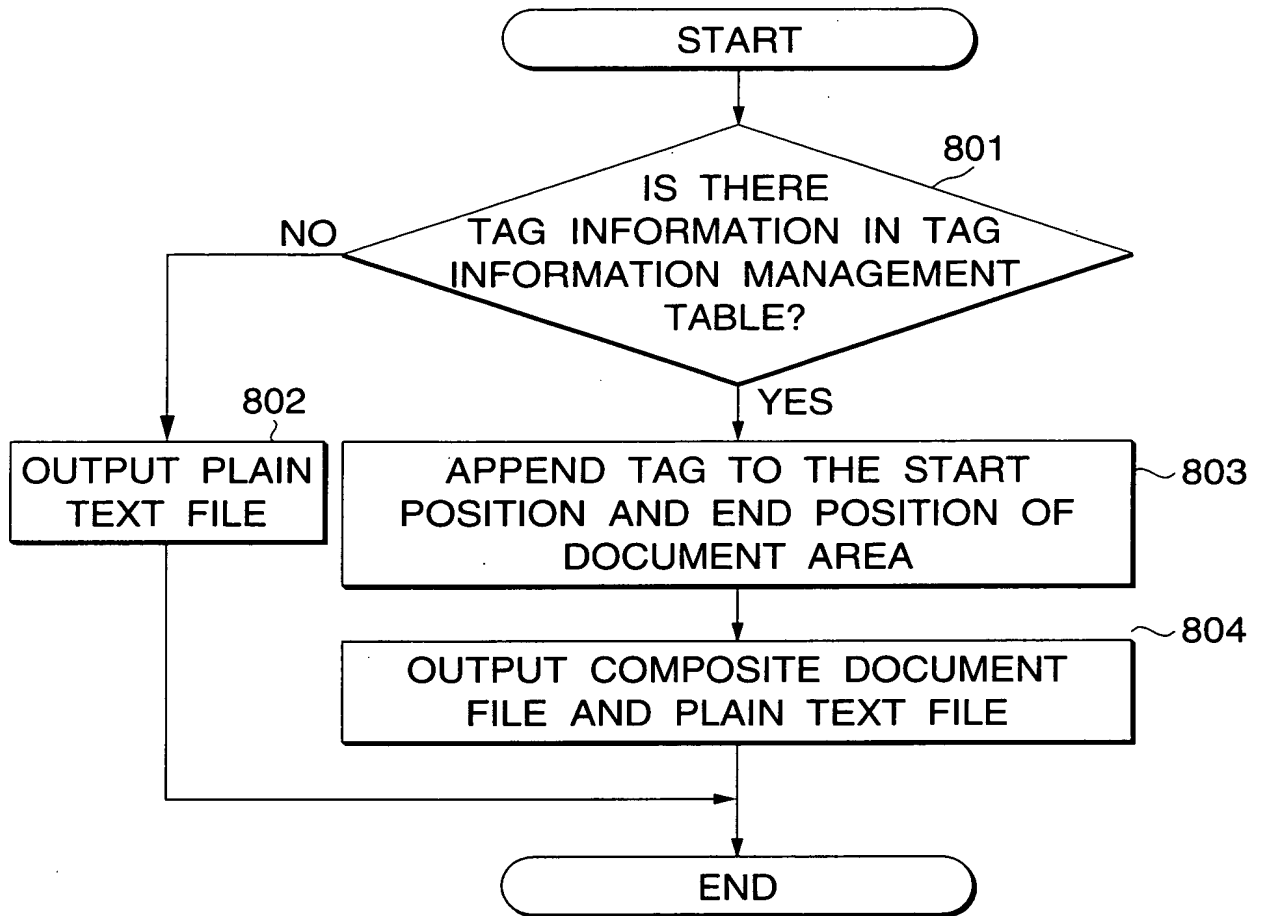 START
801
IS THERE
TAG INFORMATION IN TAG
INFORMATION MANAGEMENT
TABLE?
NO
YES
802
OUTPUT PLAIN
TEXT FILE
803
APPEND TAG TO THE START
POSITION AND END POSITION OF
DOCUMENT AREA
804
OUTPUT COMPOSITE DOCUMENT
FILE AND PLAIN TEXT FILE
END